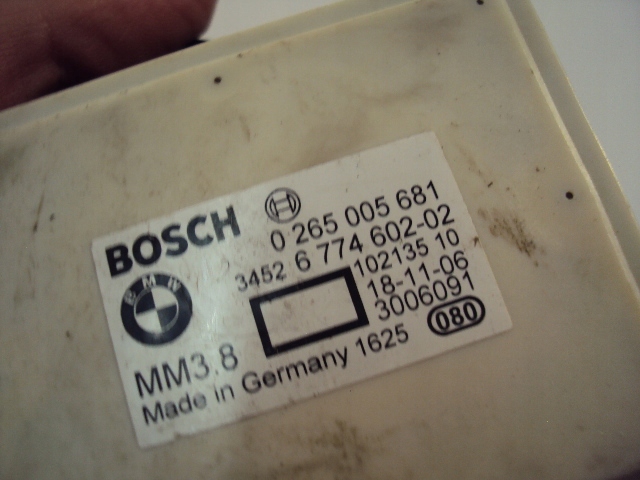 BOSCH
0 265 005 681
3452 6 774 602-02
BMW
102135 10
18-11-06
3006091
MM3.8
080
Made in Germany 1625